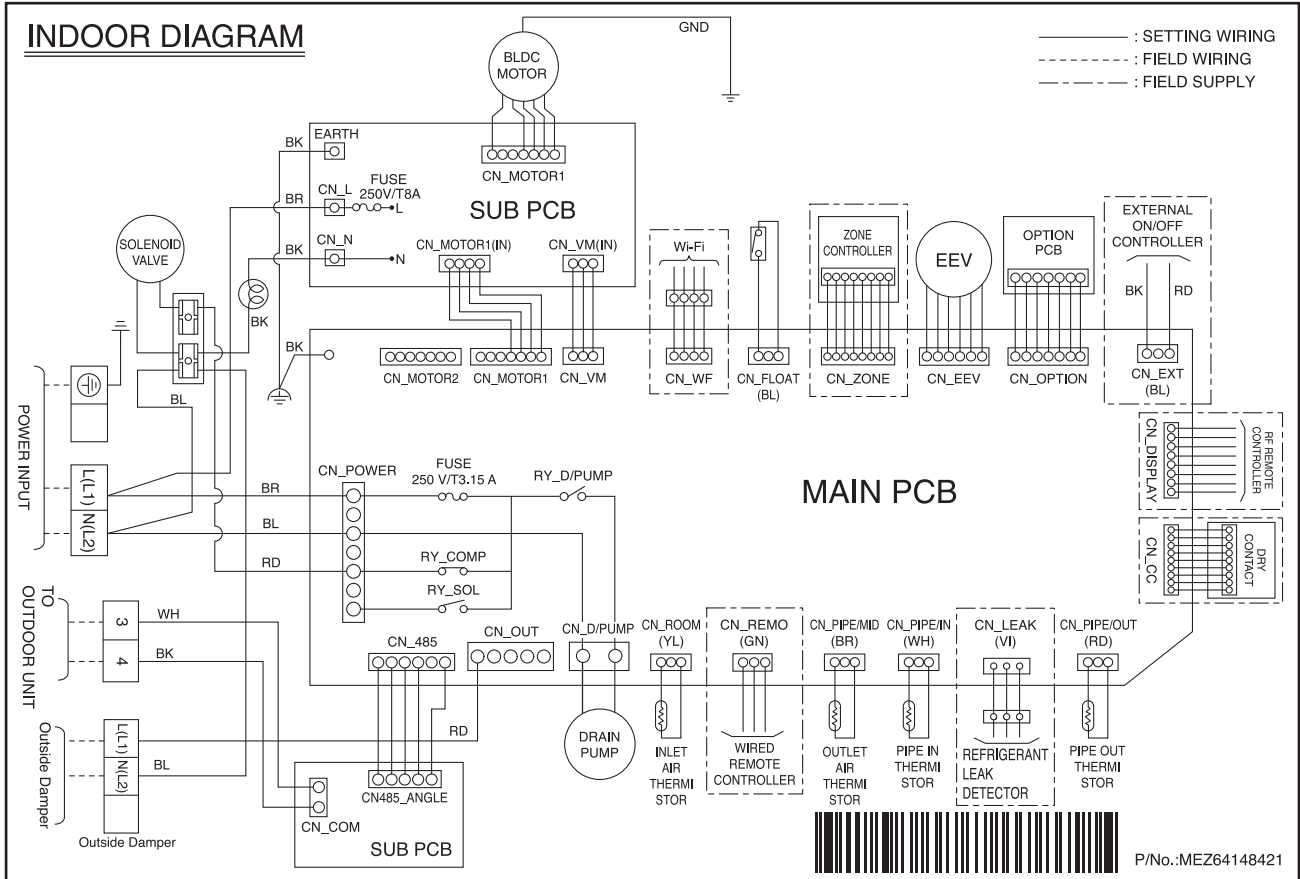 INDOOR DIAGRAM
GND
: SETTING WIRING
: FIELD WIRING
: FIELD SUPPLY
BLDC
MOTOR
EARTH
BK
CN_L
FUSE
250V/T8A
L
BR
CN_MOTOR1
SUB PCB
CN_N
N
BK
CN_MOTOR1(IN)
CN_VM(IN)
SOLENOID
VALVE
BK
Wi-Fi
ZONE
CONTROLLER
EEV
OPTION
PCB
EXTERNAL
ON/OFF
CONTROLLER
BK
RD
BK
CN_MOTOR2
CN_MOTOR1
CN_VM
CN_WF
CN_FLOAT
(BL)
CN_ZONE
CN_EEV
CN_OPTION
CN_EXT
(BL)
BL
POWER INPUT
L(L1)
N(L2)
CN_POWER
FUSE
250 V/T3.15 A
RY_D/PUMP
BR
BL
RD
RY_COMP
RY_SOL
MAIN PCB
CN_DISPLAY
RF REMOTE
CONTROLLER
CN_CC
DRY
CONTACT
TO
OUTDOOR UNIT
3
4
WH
BK
CN_485
CN_OUT
CN_D/PUMP
CN_ROOM
(YL)
CN_REMO
(GN)
CN_PIPE/MID
(BR)
CN_PIPE/IN
(WH)
CN_LEAK
(VI)
CN_PIPE/OUT
(RD)
Outside Damper
L(L1)
N(L2)
RD
BL
Outside Damper
CN485_ANGLE
CN_COM
SUB PCB
DRAIN
PUMP
INLET
AIR
THERMI
STOR
WIRED
REMOTE
CONTROLLER
OUTLET
AIR
THERMI
STOR
PIPE IN
THERMI
STOR
REFRIGERANT
LEAK
DETECTOR
PIPE OUT
THERMI
STOR
P/No.:MEZ64148421